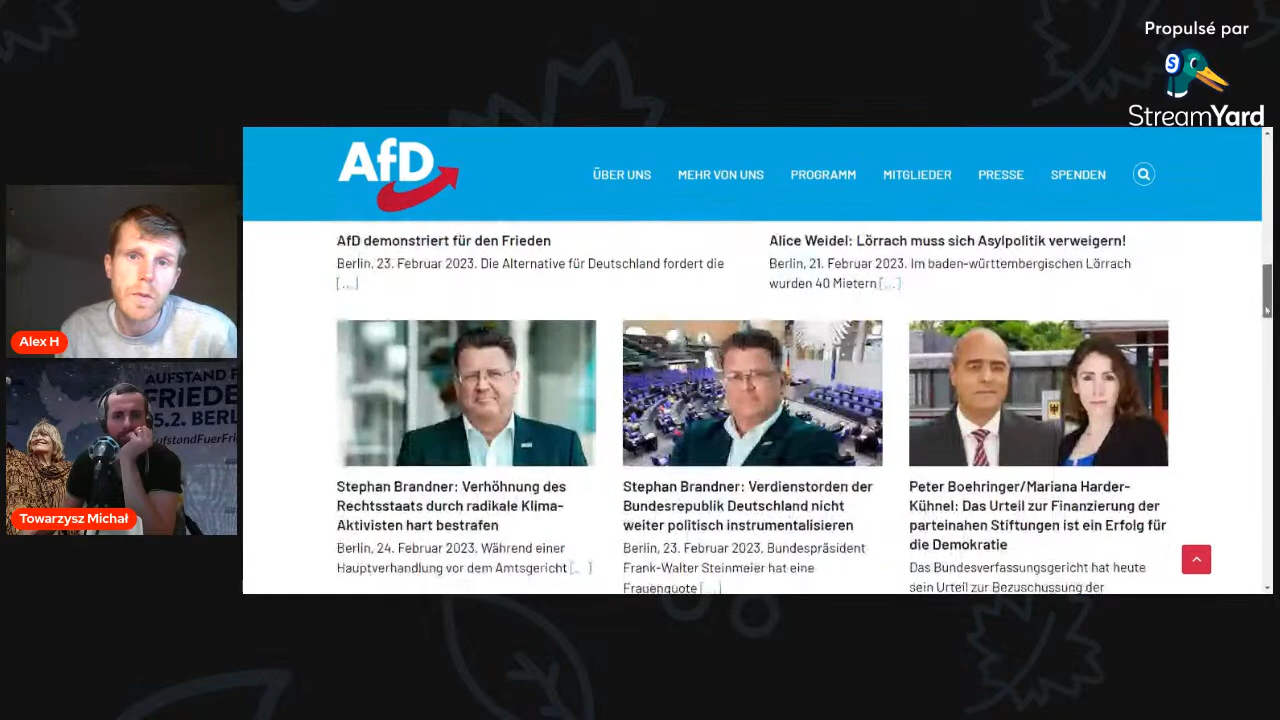 Propulsé par
StreamYard
AfD
ÜBER UNS
MEHR VON UNS
PROGRAMM
MITGLIEDER
PRESSE
SPENDEN
AfD demonstriert für den Frieden
Berlin, 23. Februar 2023. Die Alternative für Deutschland fordert die
[...]
Alice Weidel: Lörrach muss sich Asylpolitik verweigern!
Berlin, 21. Februar 2023. Im baden-württembergischen Lörrach
wurden 40 Mietern [...]
Stephan Brandner: Verhöhnung des
Rechtsstaats durch radikale Klima-
Aktivisten hart bestrafen
Berlin, 24. Februar 2023. Während einer
Hauptverhandlung vor dem Amtsgericht [...]
Stephan Brandner: Verdienstorden der
Bundesrepublik Deutschland nicht
weiter politisch instrumentalisieren
Berlin, 23. Februar 2023. Bundespräsident
Frank-Walter Steinmeier hat eine
Frauenquote [...]
Peter Boehringer/Mariana Harder-
Kühnel: Das Urteil zur Finanzierung der
parteinahen Stiftungen ist ein Erfolg für
die Demokratie
Das Bundesverfassungsgericht hat heute
sein Urteil zur Bezuschussung der
Alex H
AUFSTAND F
FRIEDE
5.2. BERL
ufstandFuerFri
Towarzysz Michał